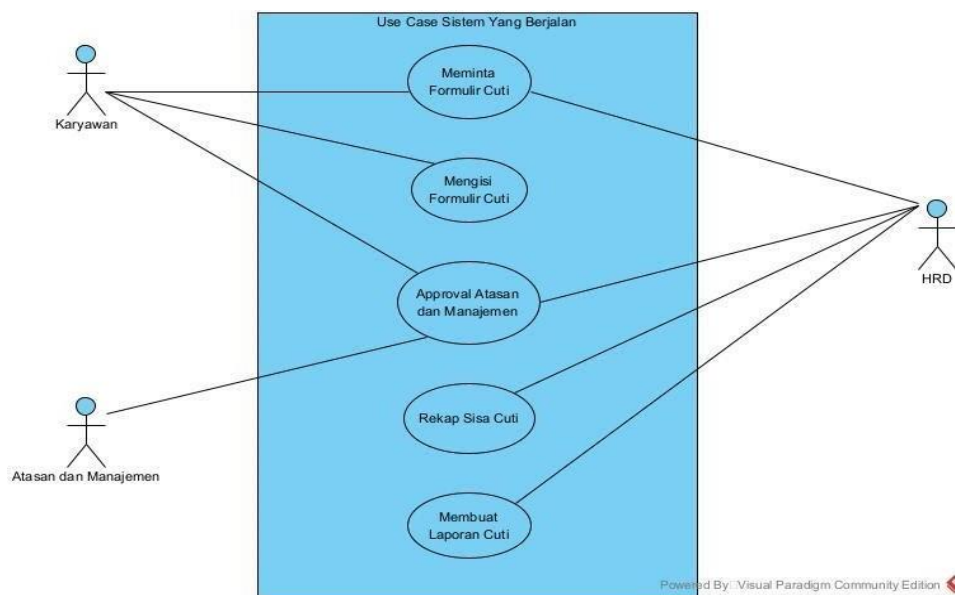 Use Case Sistem Yang Berjalan
Karyawan
Meminta
Formulir Cuti
Mengisi
Formulir Cuti
HRD
Approval Atasan
dan Manajemen
Atasan dan Manajemen
Rekap Sisa Cuti
Membuat
Laporan Cuti
Powered By: Visual Paradigm Community Edition